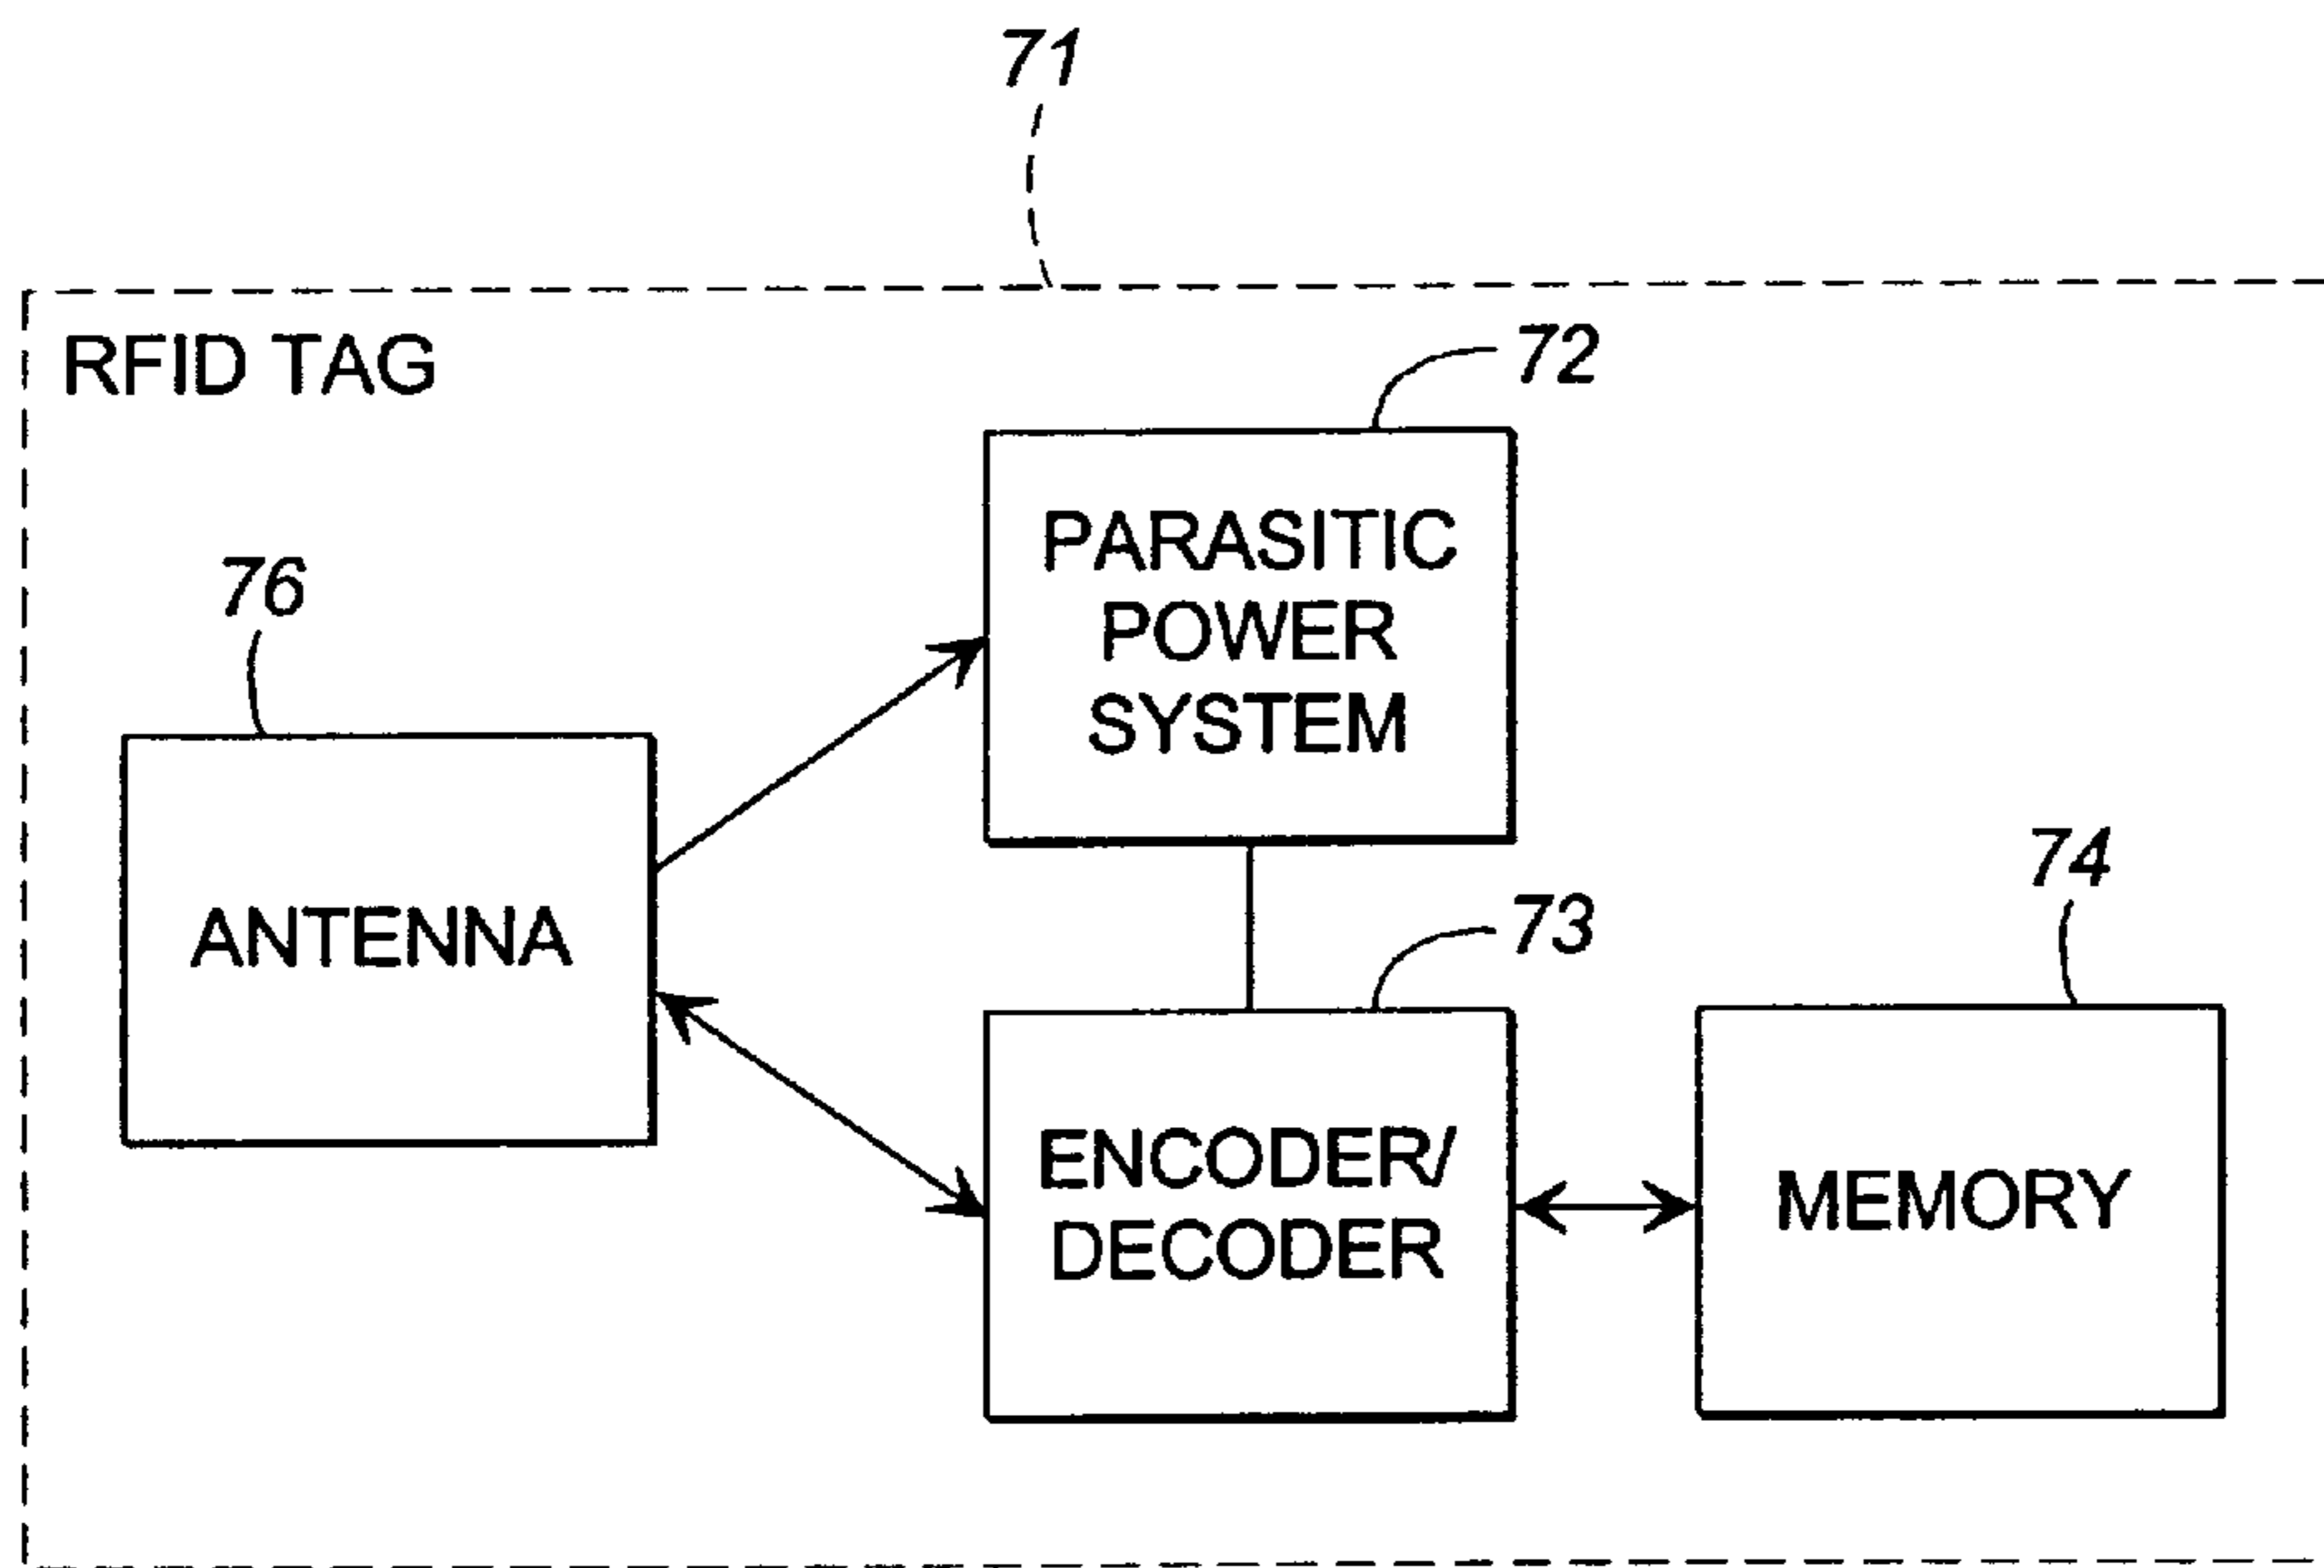 71
RFID TAG
72
PARASITIC
POWER
SYSTEM
76
ANTENNA
73
ENCODER/
DECODER
74
MEMORY